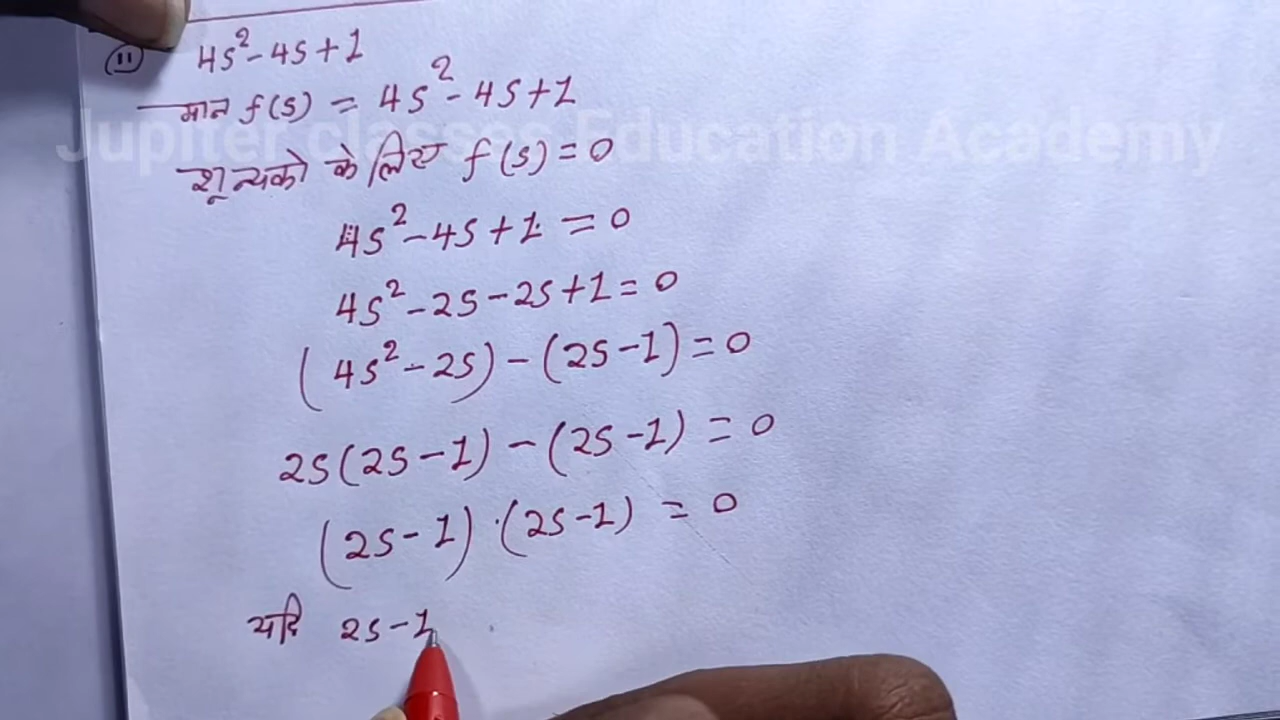 (11) 4s² - 4s + 1
माना f(s) = 4s² - 4s + 1
Jupiter classes Education Academy
शून्यको के लिए f(s) = 0
4s² - 4s + 1 = 0
4s² - 2s - 2s + 1 = 0
(4s² - 2s) - (2s - 1) = 0
2s(2s - 1) - (2s - 1) = 0
(2s - 1) · (2s - 1) = 0
यदि 2s - 1